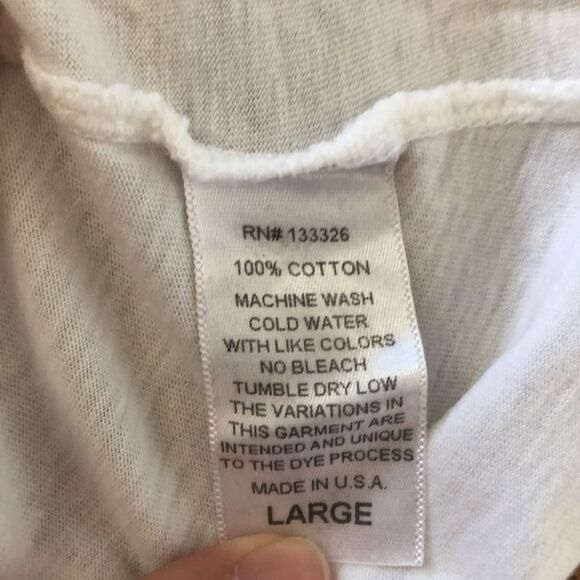 RN# 133326
100% COTTON
MACHINE WASH
COLD WATER
WITH LIKE COLORS
NO BLEACH
TUMBLE DRY LOW
THE VARIATIONS IN
THIS GARMENT ARE
INTENDED AND UNIQUE
TO THE DYE PROCESS
MADE IN U.S.A.
LARGE